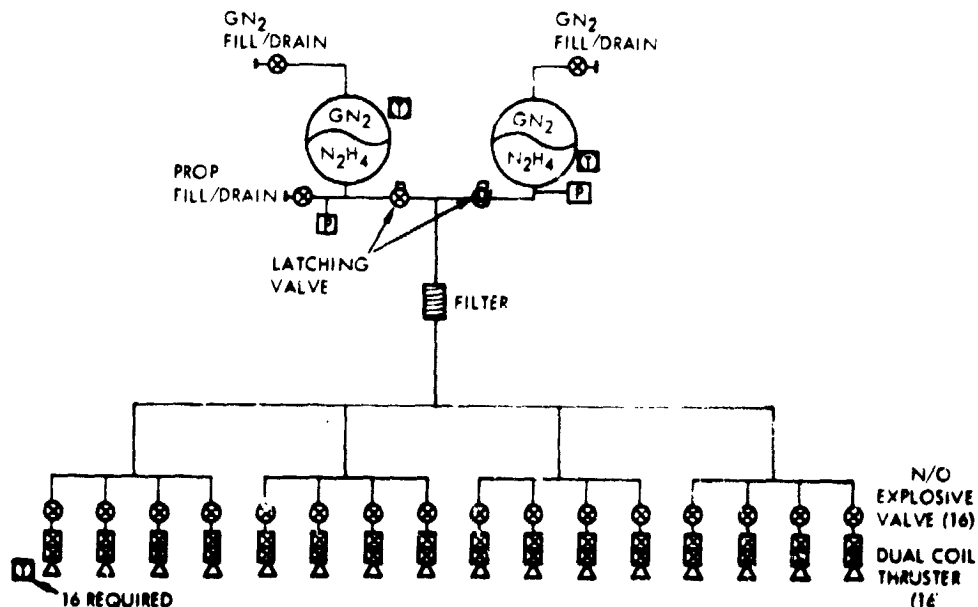 GN₂
FILL/DRAIN
GN₂
FILL/DRAIN
T
GN₂
N₂H₄
GN₂
N₂H₄
T
PROP
FILL/DRAIN
P
P
LATCHING
VALVE
FILTER
N/O
EXPLOSIVE
VALVE (16)
DUAL COIL
THRUSTER
(16
T
16 REQUIRED